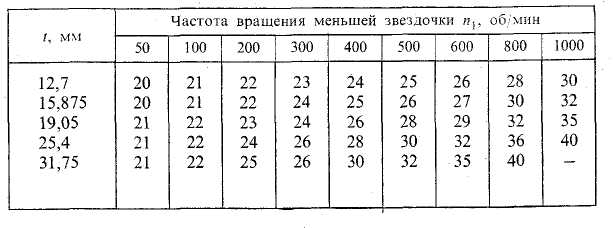 t, мм Частота вращения меньшей звездочки n₁, об/мин
50 100 200 300 400 500 600 800 1000
12,7 20 21 22 23 24 25 26 28 30
15,875 20 21 22 24 25 26 27 30 32
19,05 21 22 23 24 26 28 29 32 35
25,4 21 22 24 26 28 30 32 36 40
31,75 21 22 25 26 30 32 35 40 —